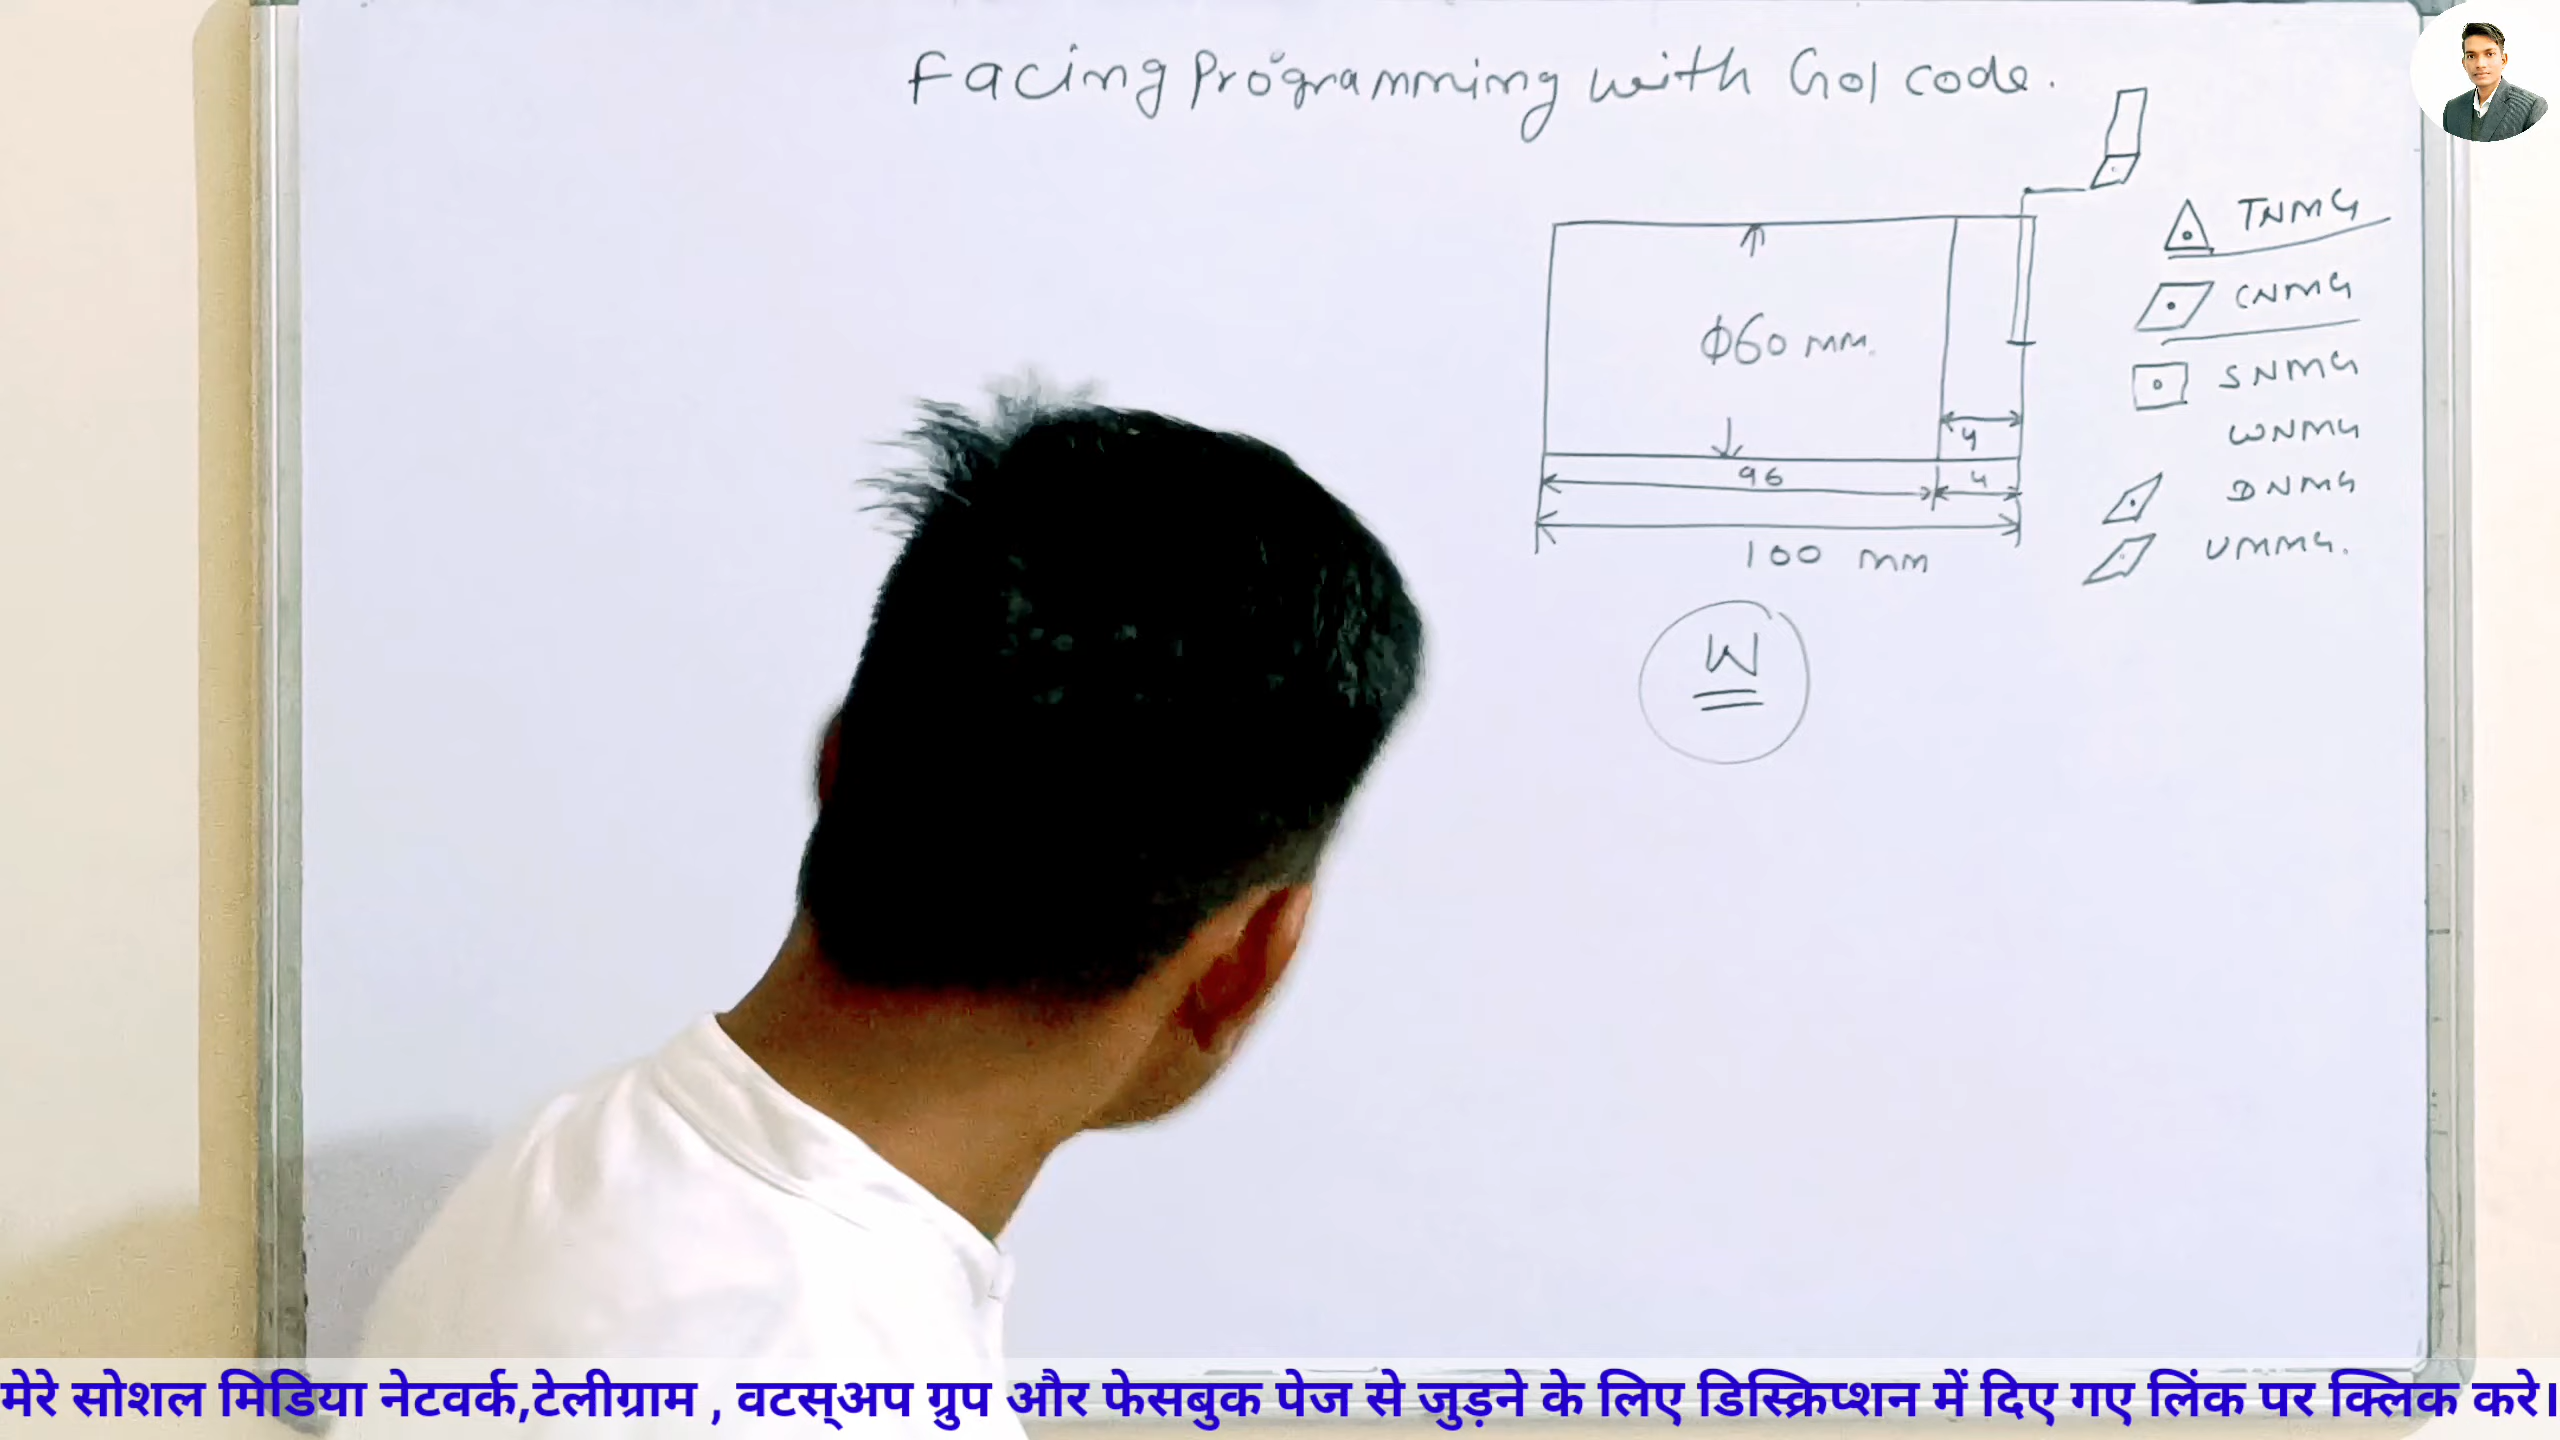 Facing Programming with G01 code.
TNMG
CNMG
SNMG
WNMG
DNMG
VNMG.
Φ60 mm.
4
96
4
100 mm
W
मेरे सोशल मिडिया नेटवर्क,टेलीग्राम , वटस्अप ग्रुप और फेसबुक पेज से जुड़ने के लिए डिस्क्रिप्शन में दिए गए लिंक पर क्लिक करे।